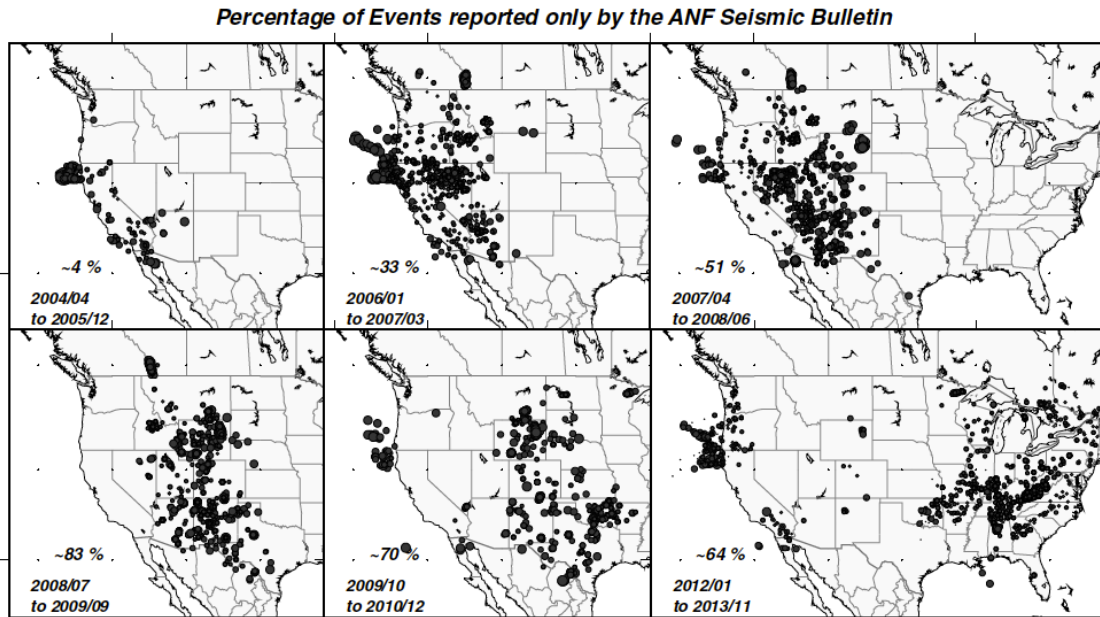 Percentage of Events reported only by the ANF Seismic Bulletin
~4 %
2004/04
to 2005/12
~33 %
2006/01
to 2007/03
~51 %
2007/04
to 2008/06
~83 %
2008/07
to 2009/09
~70 %
2009/10
to 2010/12
~64 %
2012/01
to 2013/11